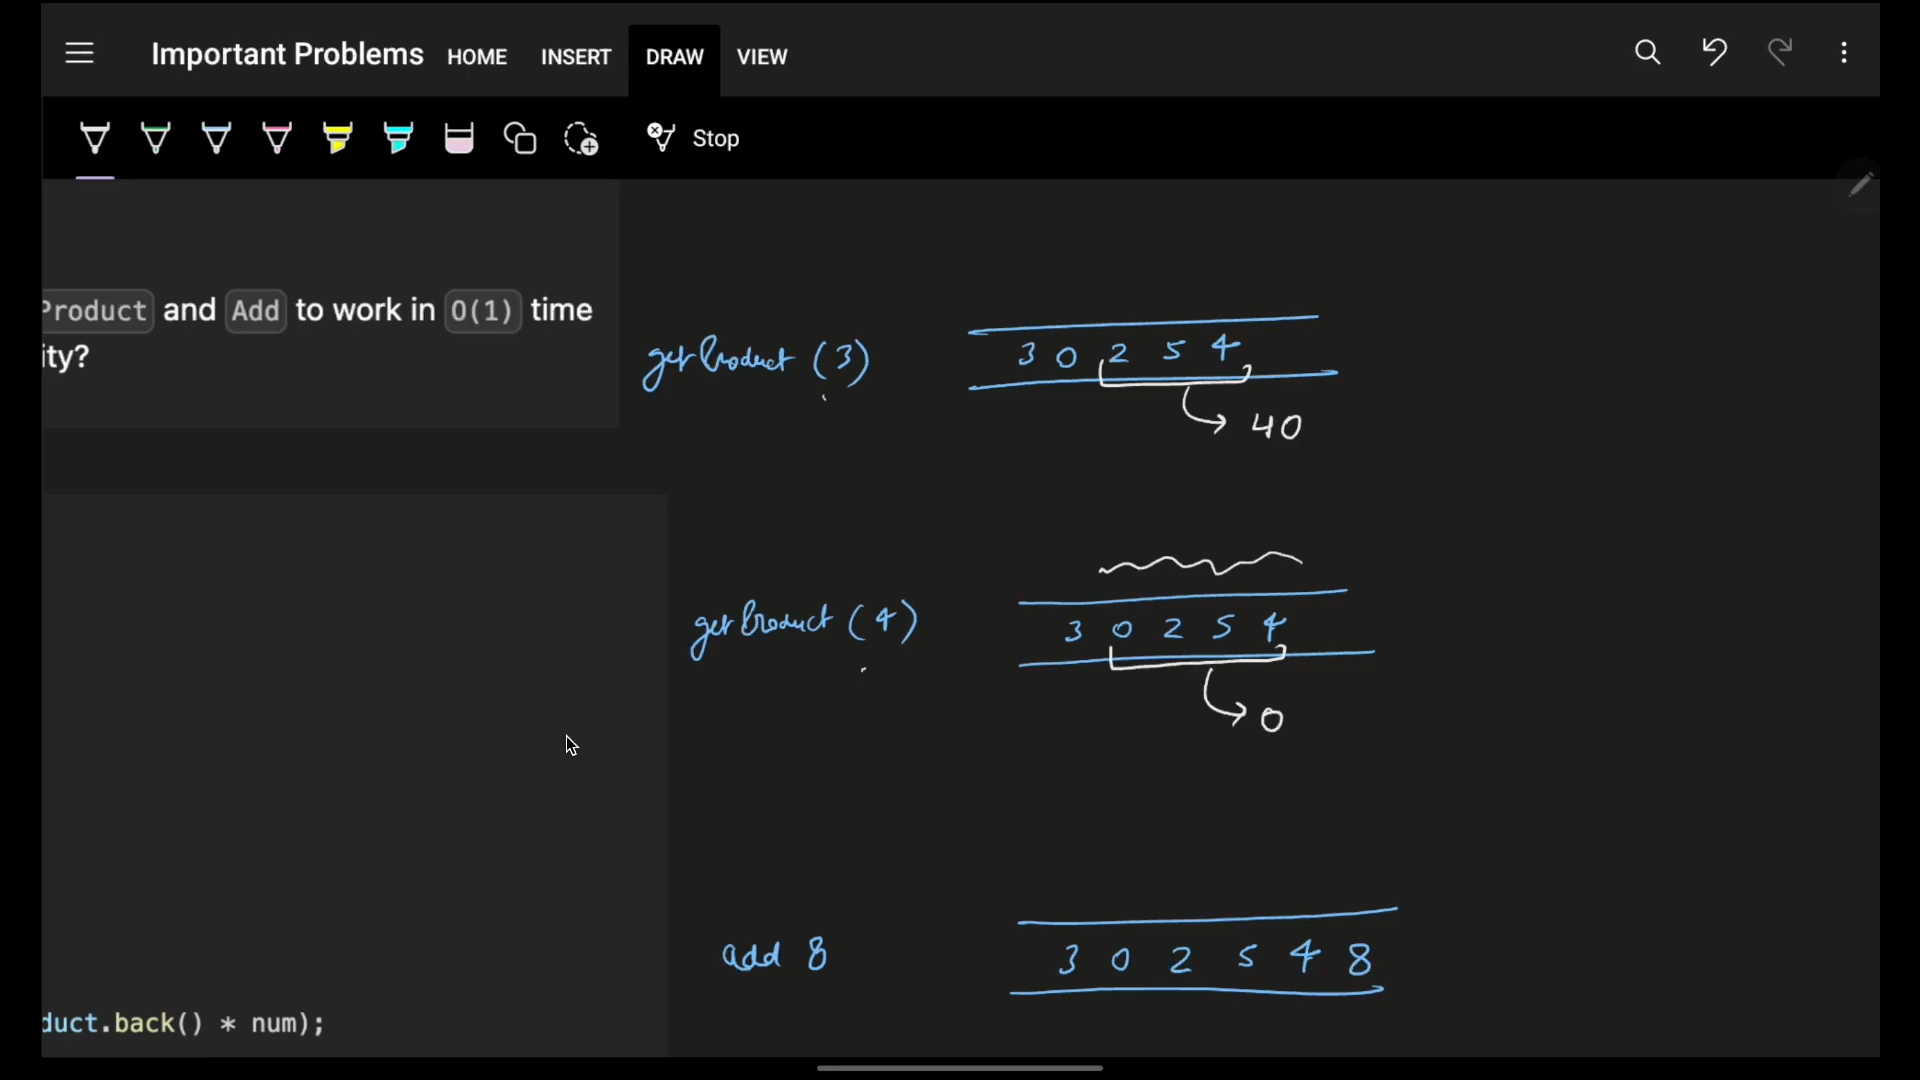 Important Problems HOME INSERT DRAW VIEW
Stop
Product and Add to work in O(1) time
ity?
getProduct (3) 3 0 2 5 4
40
getProduct (4) 3 0 2 5 4
0
add 8 3 0 2 5 4 8
duct.back() * num);